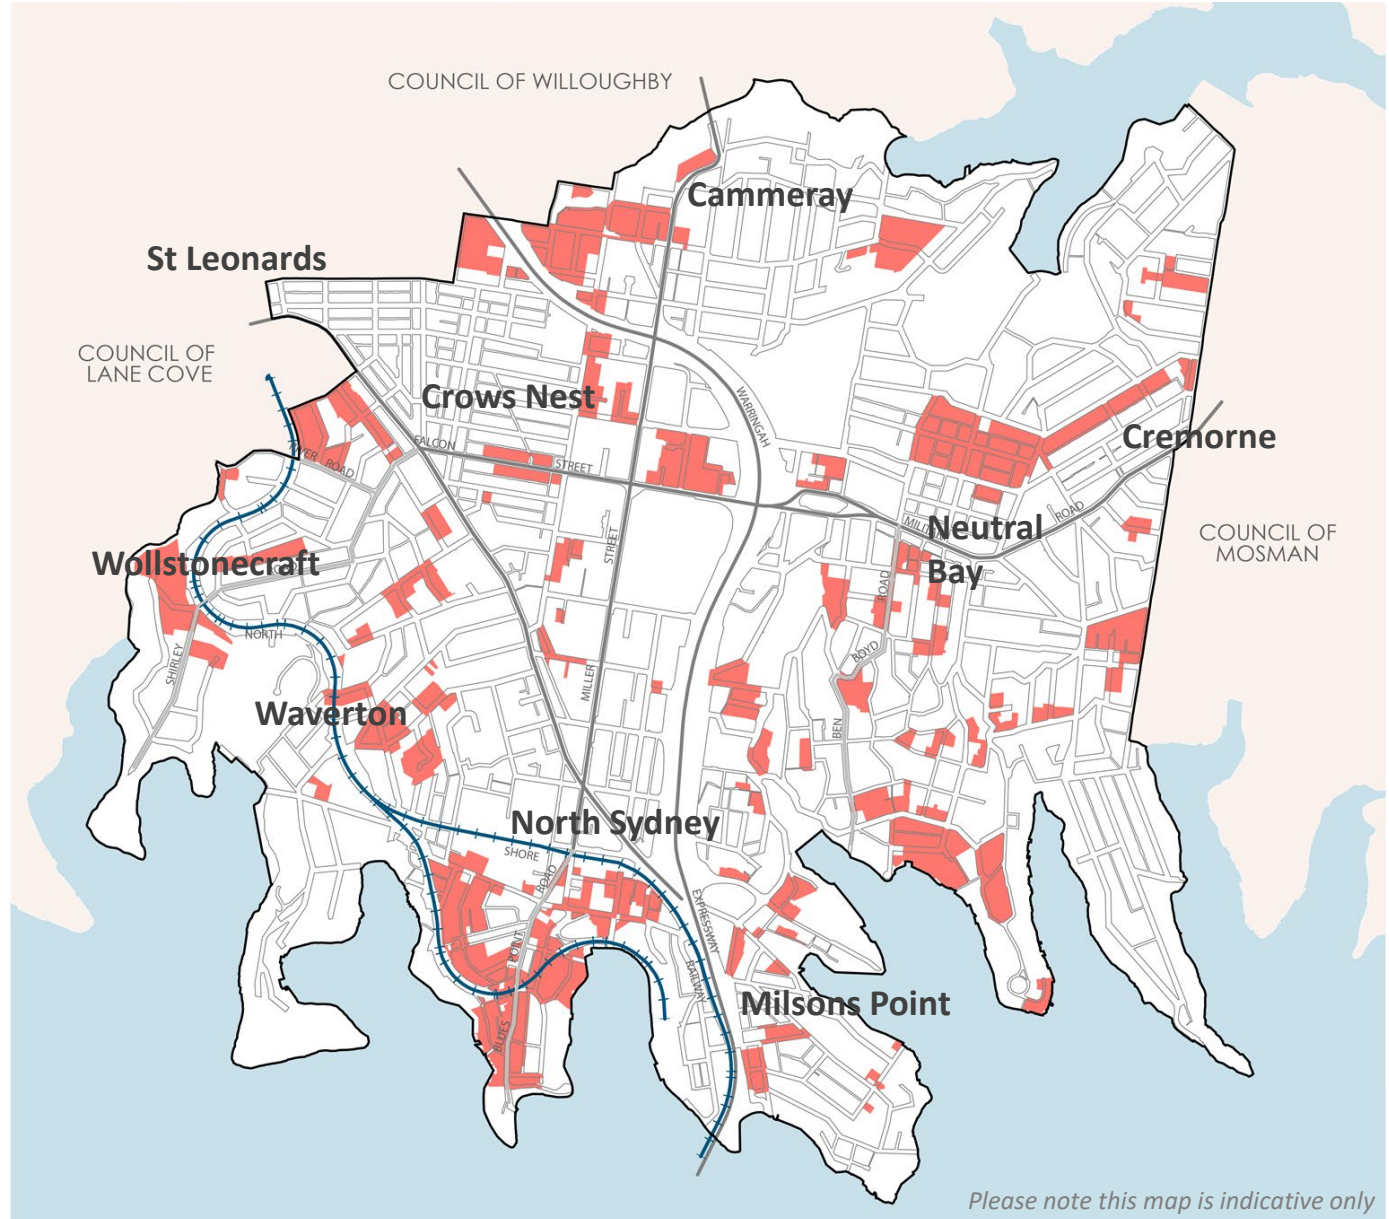 COUNCIL OF WILLOUGHBY
Cammeray
St Leonards
COUNCIL OF
LANE COVE
Crows Nest
WARRINGAH
FALCON
STREET
Cremorne
ROAD
ROAD
Neutral
Bay
COUNCIL OF
MOSMAN
STREET
Wollstonecraft
ROAD
NORTH
SHIRLEY
BOYD
MILLER
BEN
Waverton
North Sydney
SHORE
ROAD
EXPRESSWAY
POINT
RAILWAY
Milsons Point
BLUES
Please note this map is indicative only